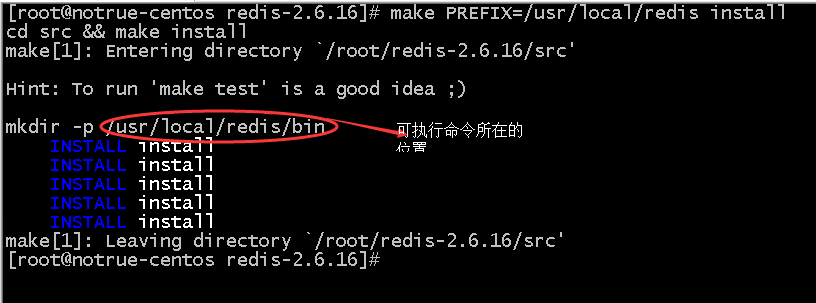 [root@notrue-centos redis-2.6.16]# make PREFIX=/usr/local/redis install
cd src && make install
make[1]: Entering directory `/root/redis-2.6.16/src'
Hint: To run 'make test' is a good idea ;)
mkdir -p /usr/local/redis/bin
可执行命令所在的
位置
INSTALL install
INSTALL install
INSTALL install
INSTALL install
INSTALL install
make[1]: Leaving directory `/root/redis-2.6.16/src'
[root@notrue-centos redis-2.6.16]#